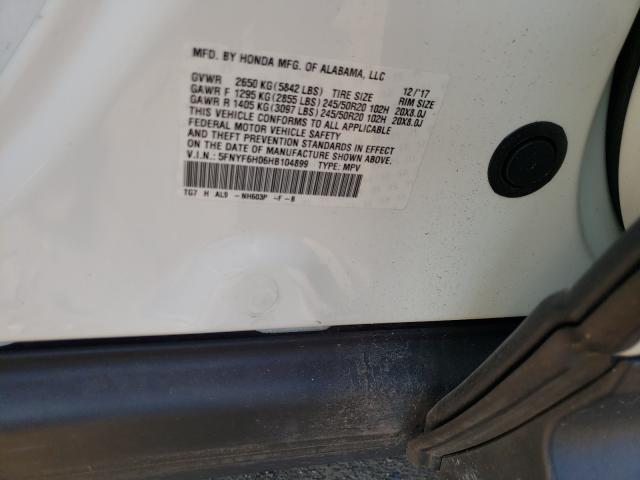 MFD. BY HONDA MFG. OF ALABAMA, LLC 12/'17
GVWR 2650 KG(5842 LBS) TIRE SIZE RIM SIZE
GAWR F 1295 KG(2855 LBS)245/50R20 102H 20X8.0J
GAWR R 1405 KG(3097 LBS)245/50R20 102H 20X8.0J
THIS VEHICLE CONFORMS TO ALL APPLICABLE
FEDERAL MOTOR VEHICLE SAFETY
AND THEFT PREVENTION STANDARDS IN EFFECT
ON THE DATE OF MANUFACTURE SHOWN ABOVE.
V.I.N.: 5FNYF6H06HB104899 TYPE: MPV
TG7 H AL9 -NH603P -F-B